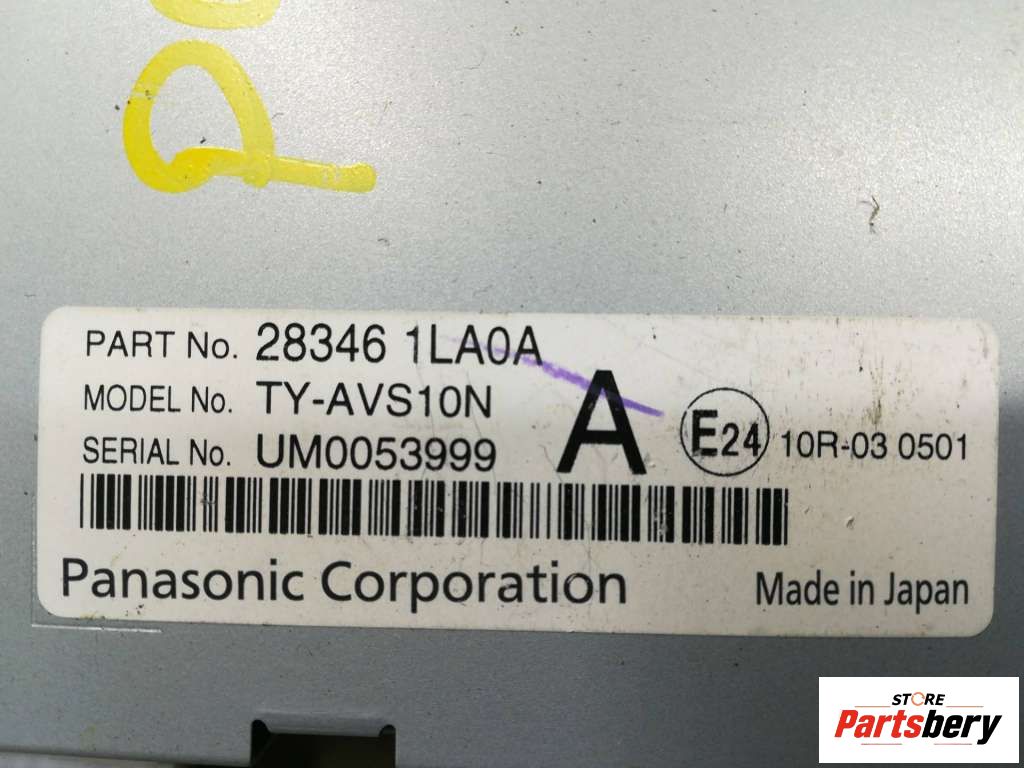 PART No. 28346 1LA0A
MODEL No. TY-AVS10N
SERIAL No. UM0053999
A
E24 10R-03 0501
Panasonic Corporation
Made in Japan
STORE
Partsbery